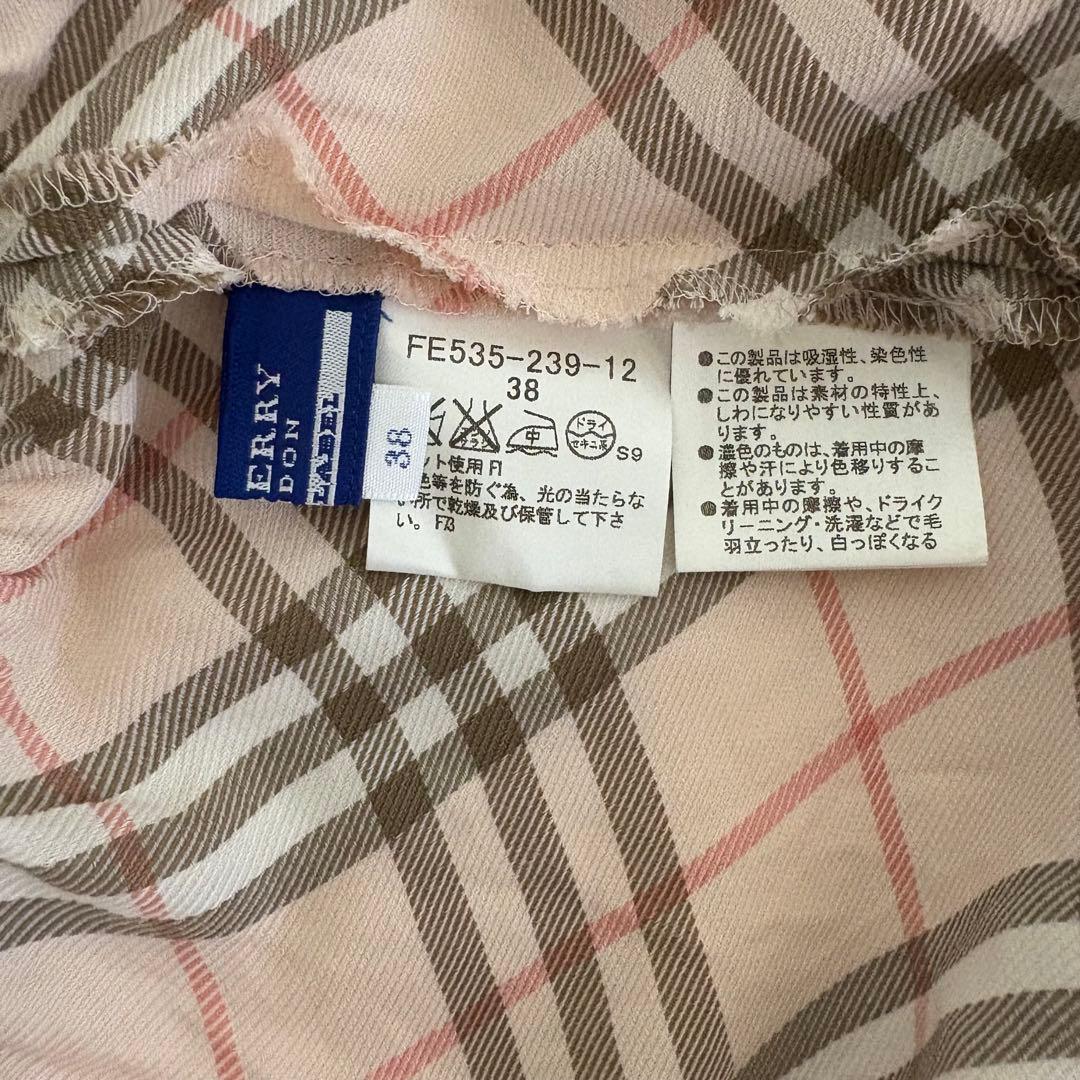 ERRY
DON
38
FE535-239-12
38
エンソ
サラシ
中
ドライ
セキユ系
S9
ット使用 F1
色等を防ぐ為、光の当たらな
所で乾燥及び保管して下さ
い。F73
●この製品は吸湿性、染色性
に優れています。
●この製品は素材の特性上、
しわになりやすい性質があ
ります。
●濃色のものは、着用中の摩
擦や汗により色移りするこ
とがあります。
●着用中の摩擦や、ドライク
リーニング・洗濯などで毛
羽立ったり、白っぽくなる